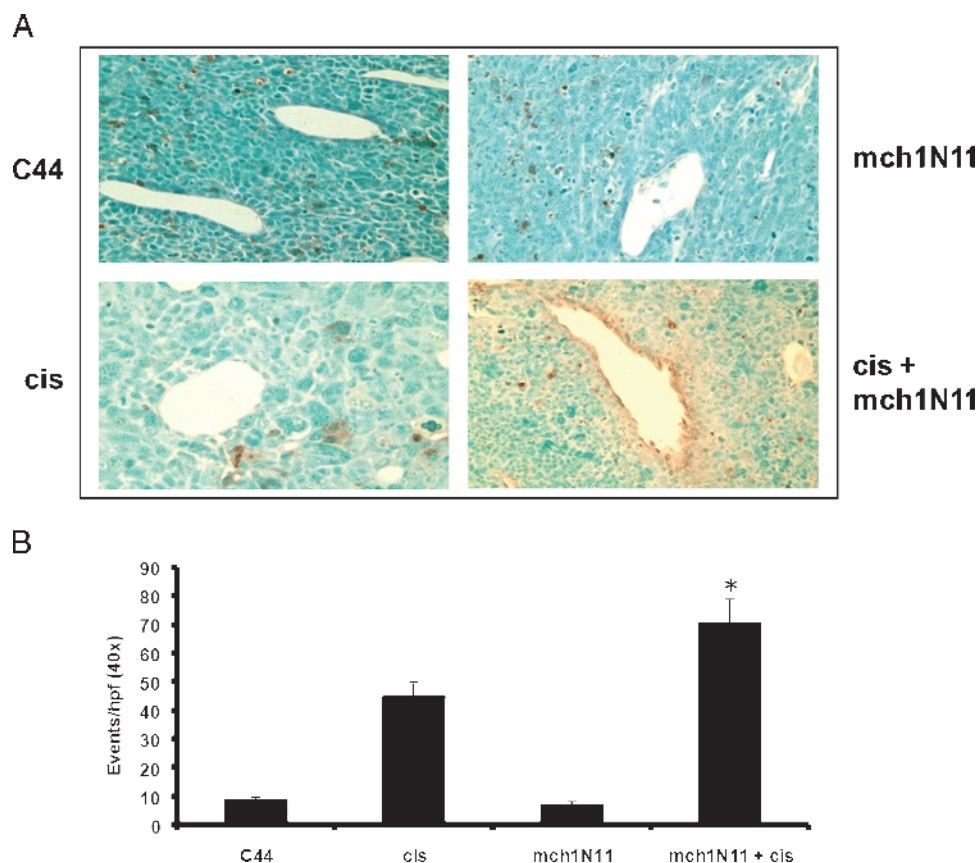 A
C44
mch1N11
cis
cis +
mch1N11
B
90
80
70
60
50
40
30
20
10
0
Events/hpf (40x)
*
C44
cis
mch1N11
mch1N11 + cis